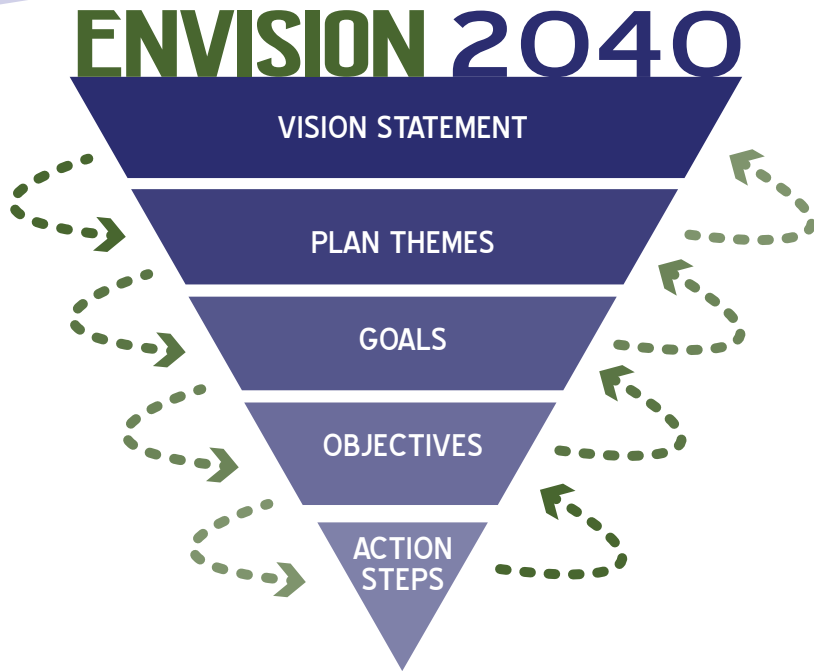 ENVISION 2040
VISION STATEMENT
PLAN THEMES
GOALS
OBJECTIVES
ACTION
STEPS